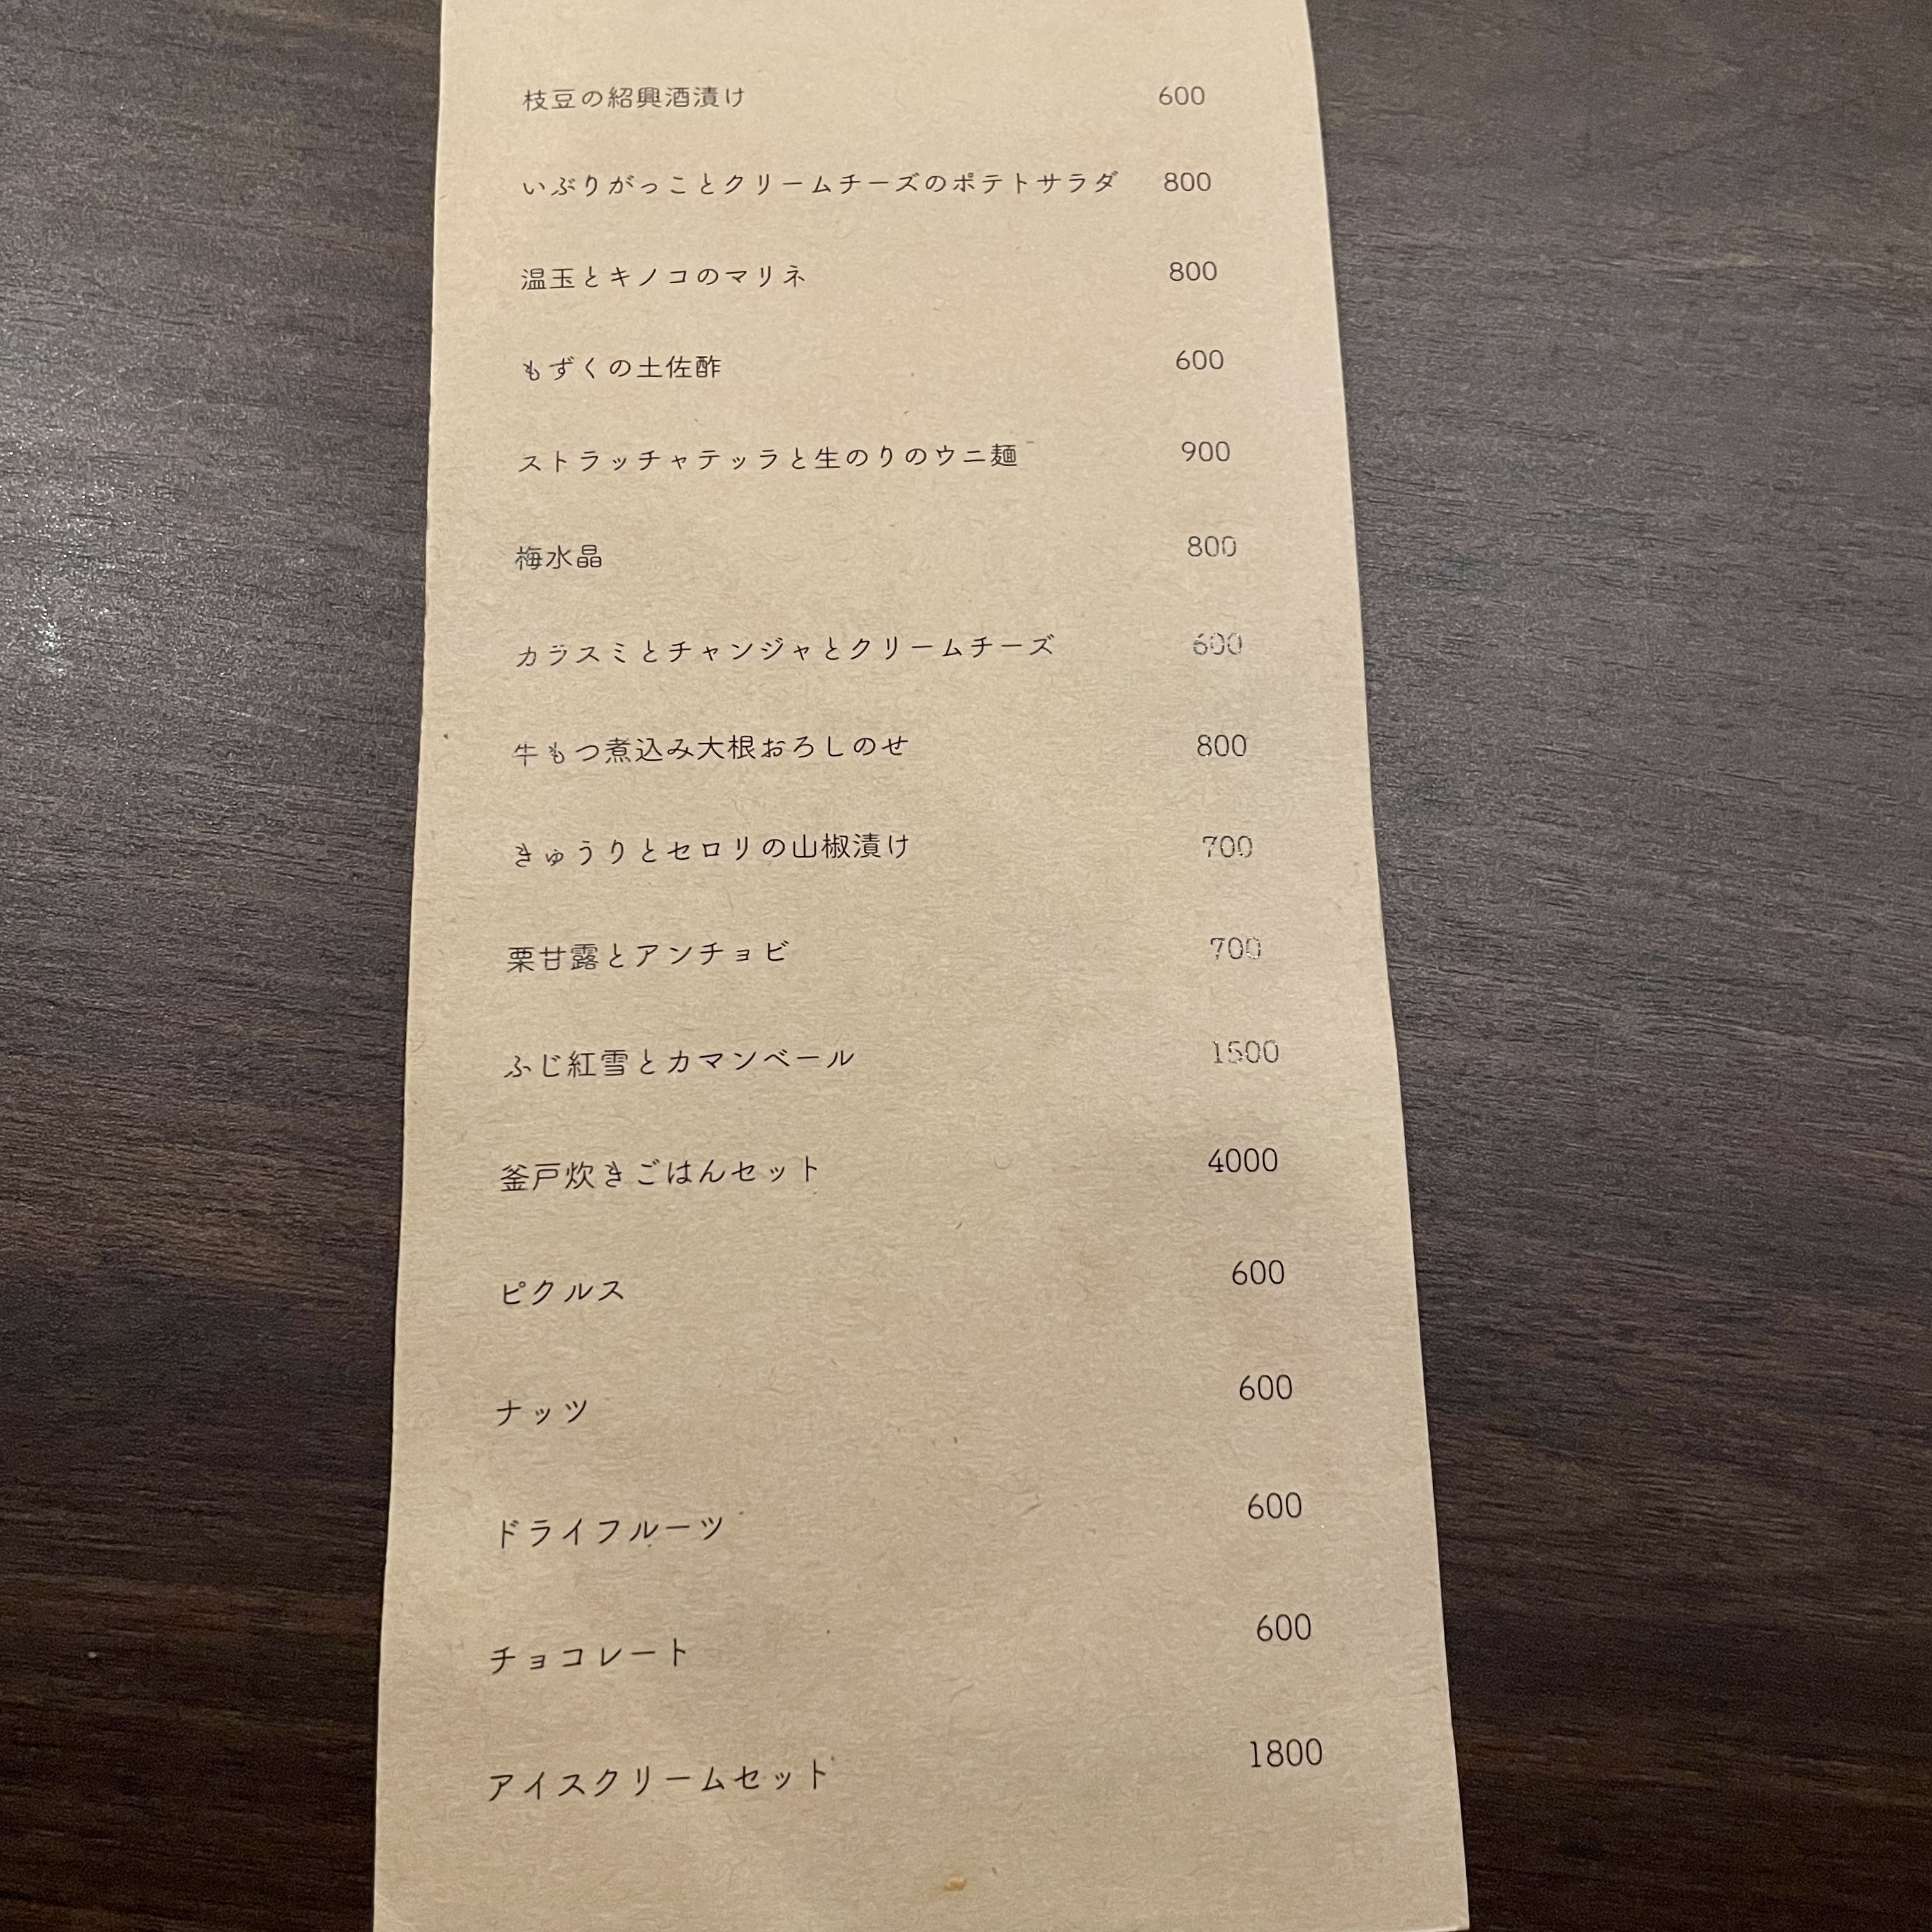 枝豆の紹興酒漬け 600
いぶりがっことクリームチーズのポテトサラダ 800
温玉とキノコのマリネ 800
もずくの土佐酢 600
ストラッチャテッラと生のりのウニ麺 900
梅水晶 800
カラスミとチャンジャとクリームチーズ 600
牛もつ煮込み大根おろしのせ 800
きゅうりとセロリの山椒漬け 700
栗甘露とアンチョビ 700
ふじ紅雪とカマンベール 1500
釜戸炊きごはんセット 4000
ピクルス 600
ナッツ 600
ドライフルーツ 600
チョコレート 600
アイスクリームセット 1800